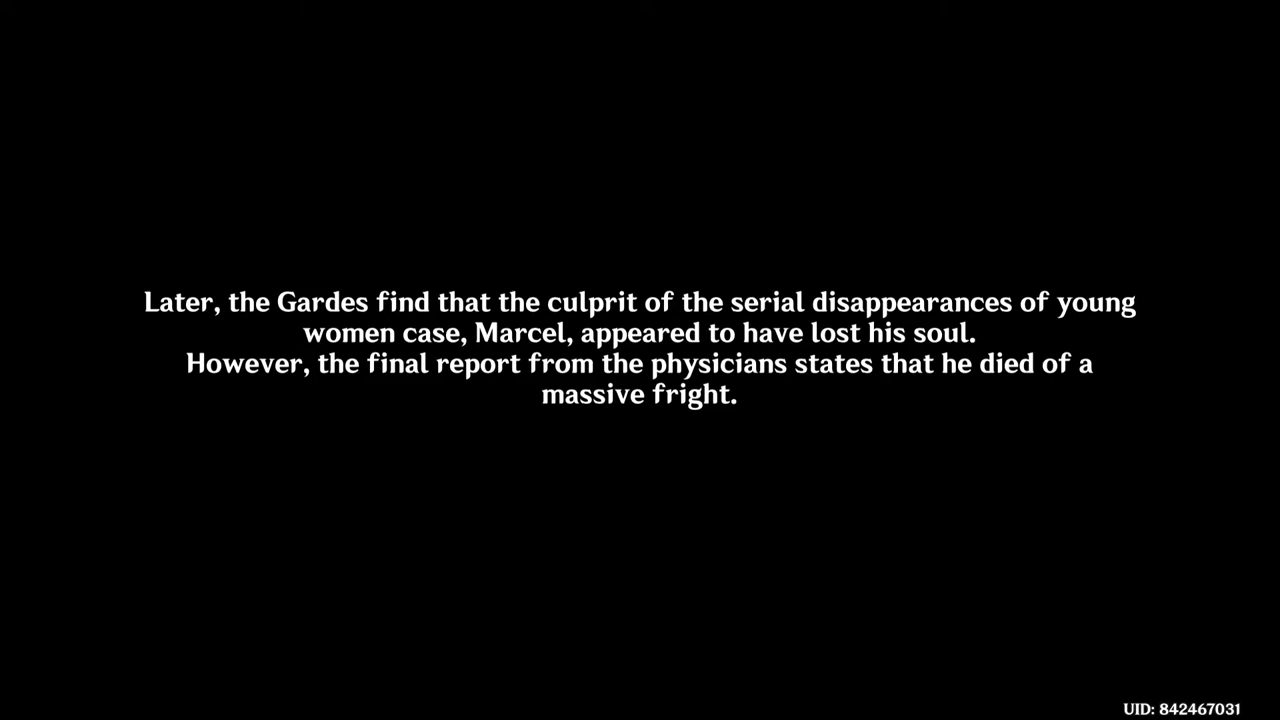 Later, the Gardes find that the culprit of the serial disappearances of young
women case, Marcel, appeared to have lost his soul.
However, the final report from the physicians states that he died of a
massive fright.
UID: 842467031